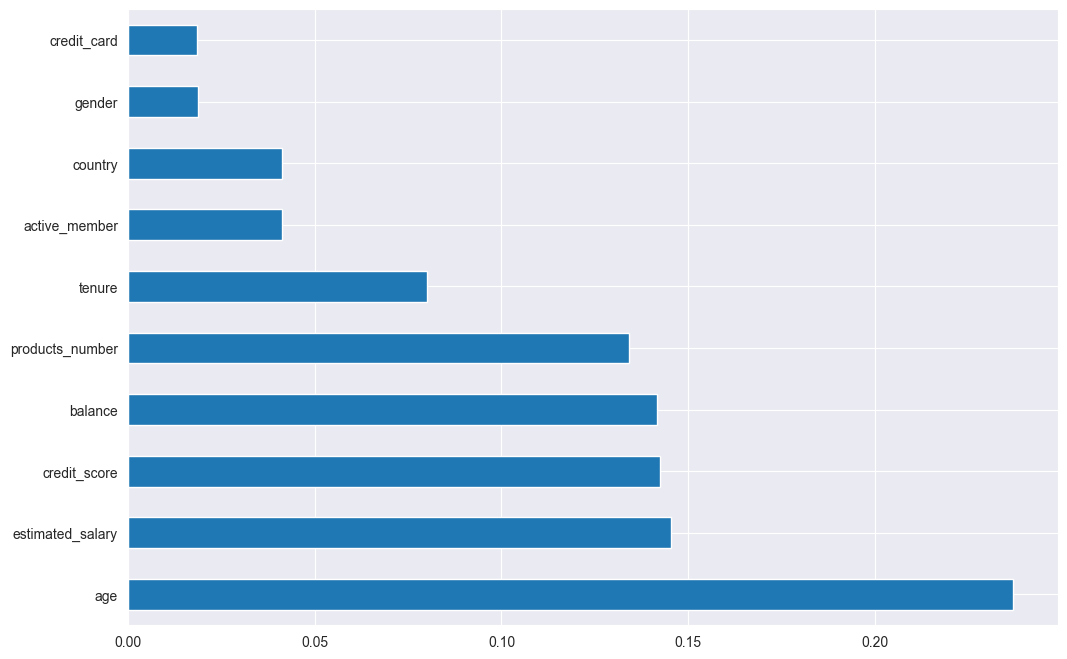 credit_card
gender
country
active_member
tenure
products_number
balance
credit_score
estimated_salary
age
0.00 0.05 0.10 0.15 0.20